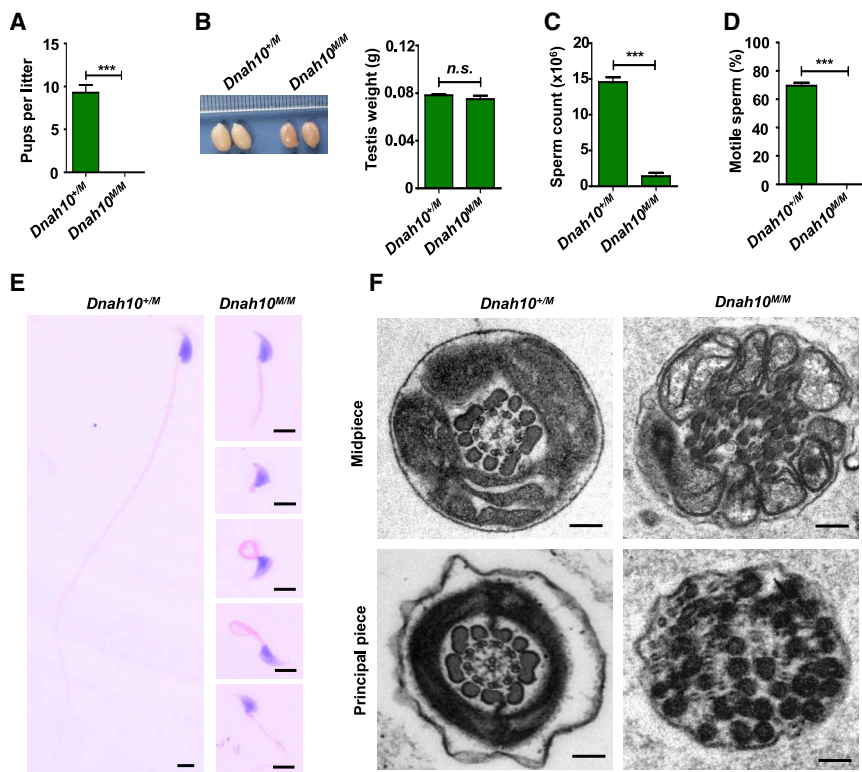 A
Pups per litter
15
10
5
0
***
Dnah10+/M
Dnah10M/M
B
Dnah10+/M
Dnah10M/M
Testis weight (g)
0.12
0.08
0.04
0
n.s.
Dnah10+/M
Dnah10M/M
C
Sperm count (x10⁶)
20
15
10
5
0
***
Dnah10+/M
Dnah10M/M
D
Motile sperm (%)
100
80
60
40
20
0
***
Dnah10+/M
Dnah10M/M
E
Dnah10+/M
Dnah10M/M
F
Dnah10+/M
Dnah10M/M
Midpiece
Principal piece